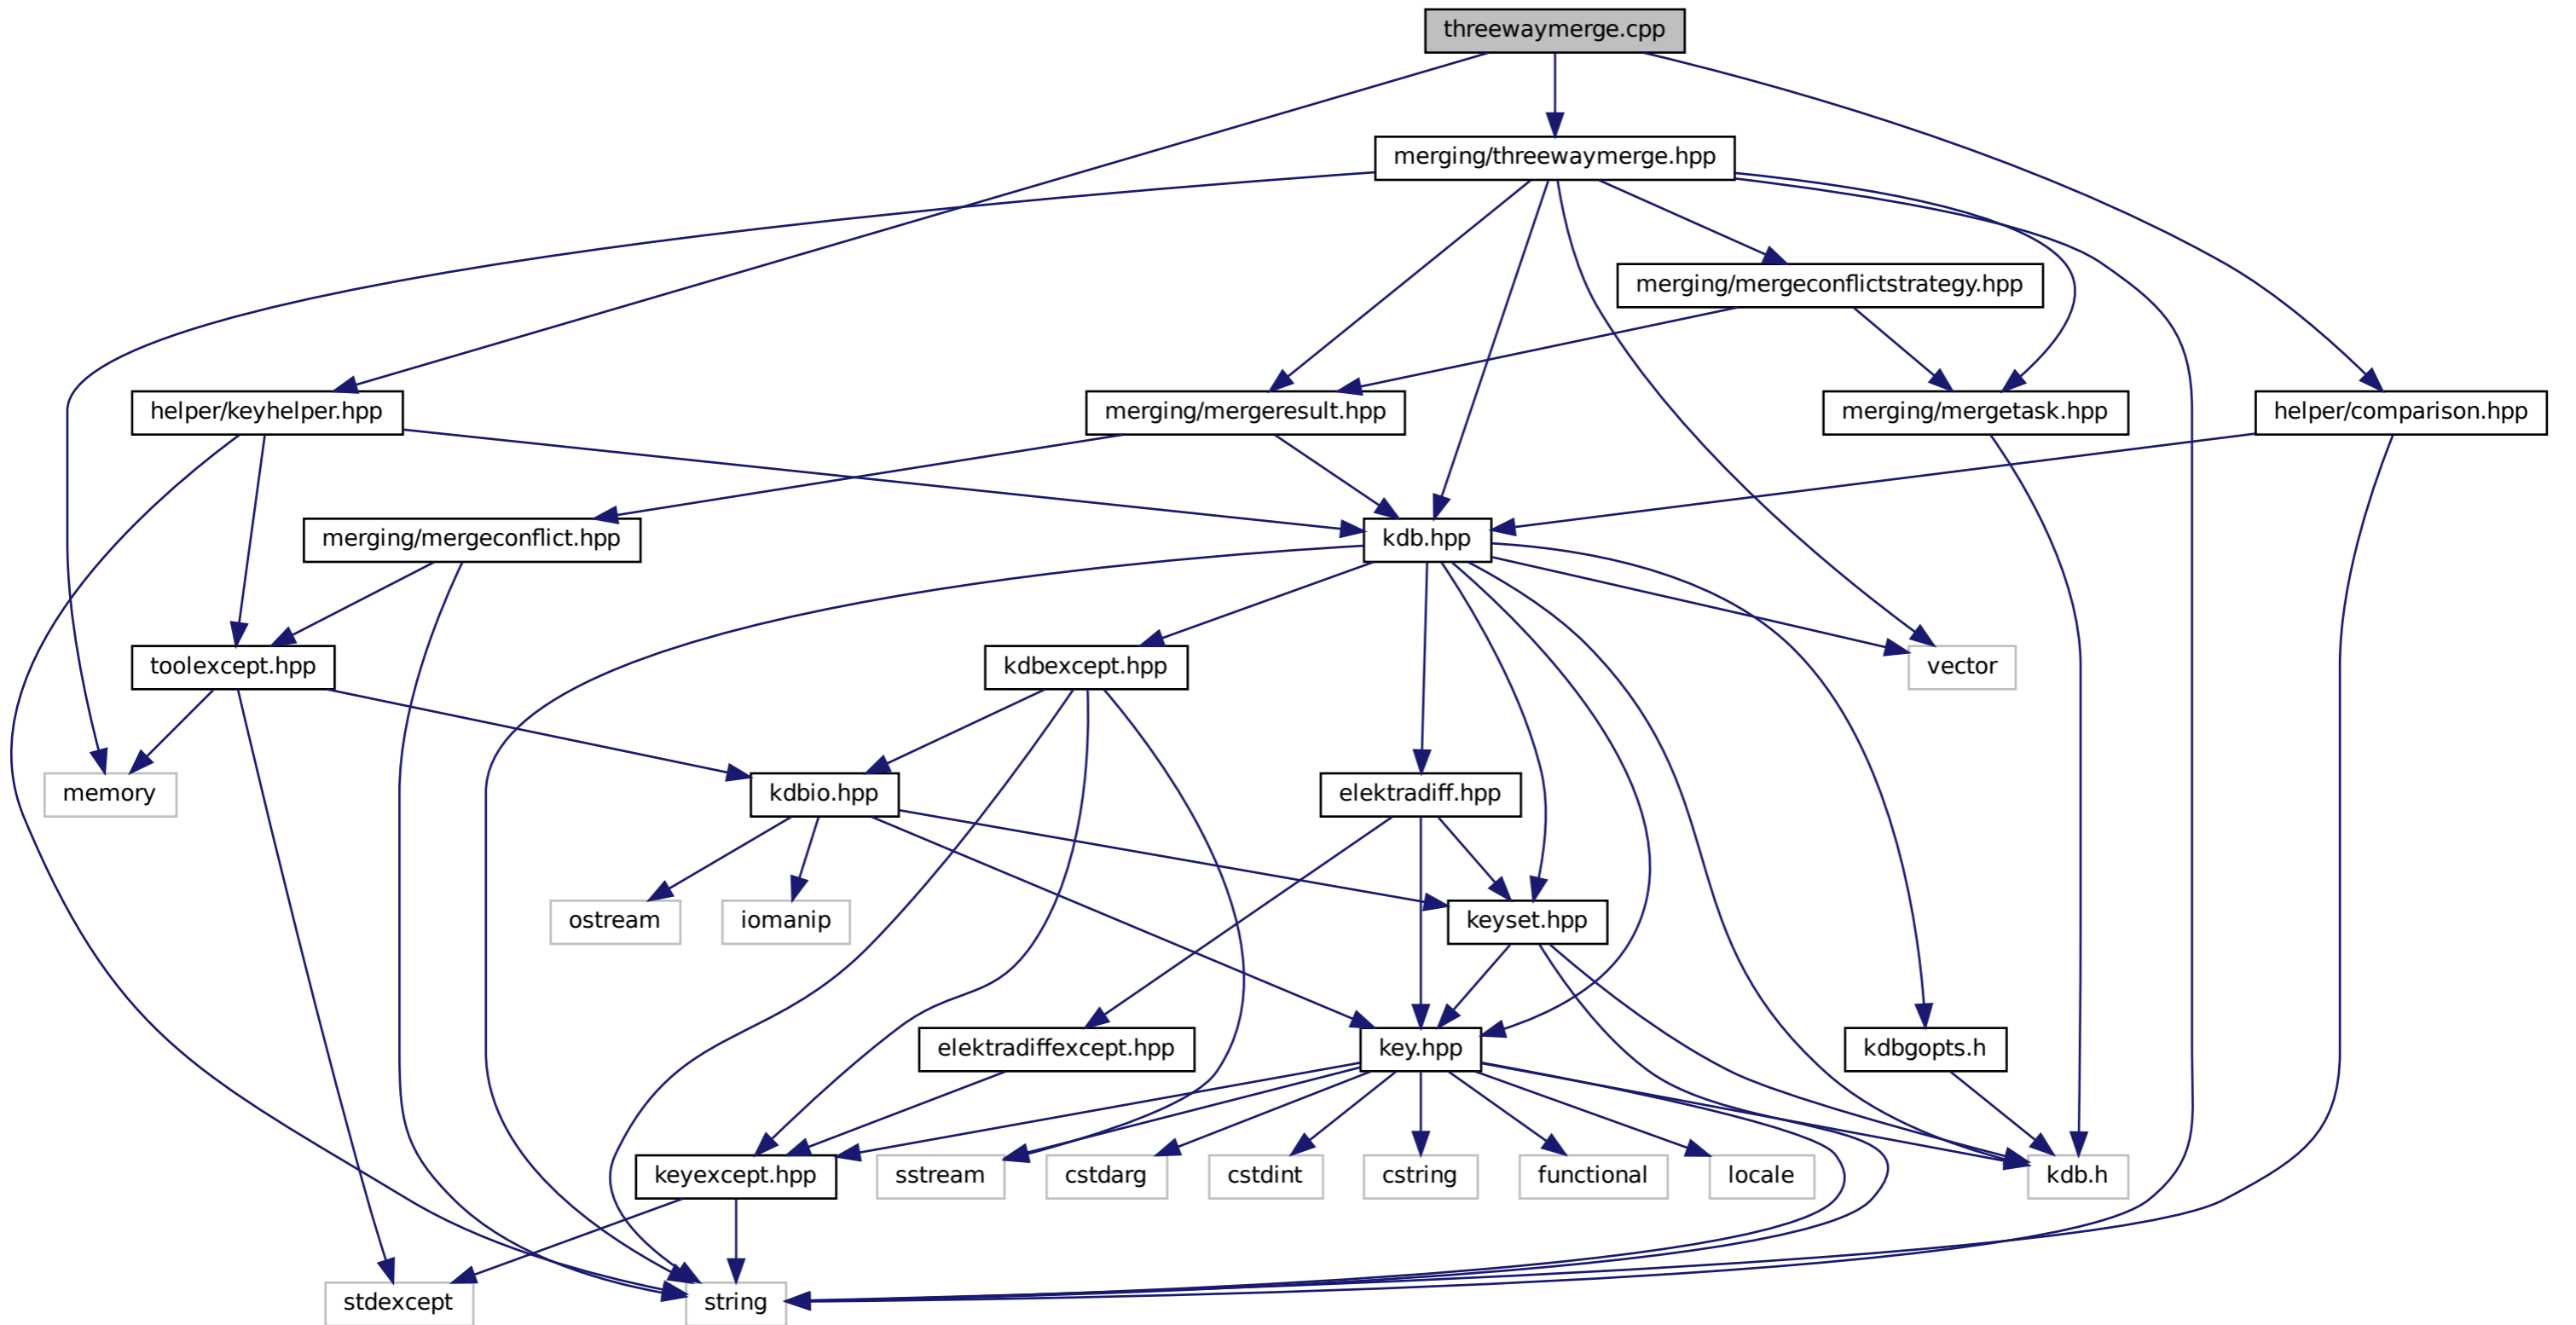 threewaymerge.cpp
merging/threewaymerge.hpp
merging/mergeconflictstrategy.hpp
helper/keyhelper.hpp
merging/mergeresult.hpp
merging/mergetask.hpp
helper/comparison.hpp
merging/mergeconflict.hpp
kdb.hpp
toolexcept.hpp
kdbexcept.hpp
vector
memory
kdbio.hpp
elektradiff.hpp
ostream
iomanip
keyset.hpp
elektradiffexcept.hpp
key.hpp
kdbgopts.h
keyexcept.hpp
sstream
cstdarg
cstdint
cstring
functional
locale
kdb.h
stdexcept
string